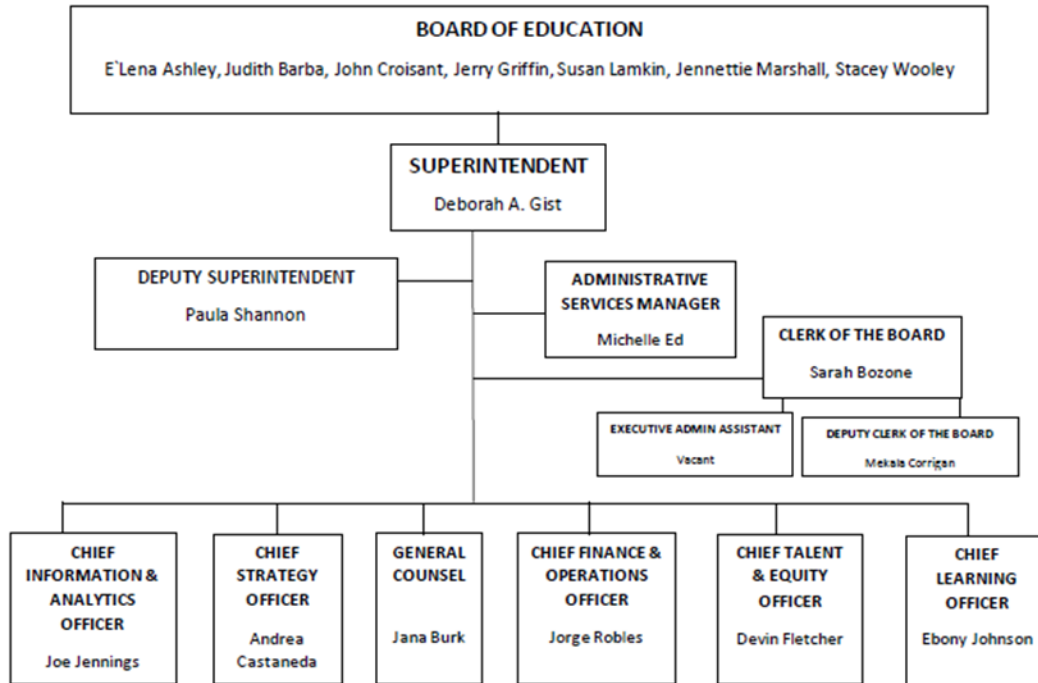 BOARD OF EDUCATION
E`Lena Ashley, Judith Barba, John Croisant, Jerry Griffin, Susan Lamkin, Jennettie Marshall, Stacey Wooley
SUPERINTENDENT
Deborah A. Gist
DEPUTY SUPERINTENDENT
Paula Shannon
ADMINISTRATIVE
SERVICES MANAGER
Michelle Ed
CLERK OF THE BOARD
Sarah Bozone
EXECUTIVE ADMIN ASSISTANT
Vacant
DEPUTY CLERK OF THE BOARD
Mekala Corrigan
CHIEF
INFORMATION &
ANALYTICS
OFFICER
Joe Jennings
CHIEF
STRATEGY
OFFICER
Andrea
Castaneda
GENERAL
COUNSEL
Jana Burk
CHIEF FINANCE &
OPERATIONS
OFFICER
Jorge Robles
CHIEF TALENT
& EQUITY
OFFICER
Devin Fletcher
CHIEF
LEARNING
OFFICER
Ebony Johnson